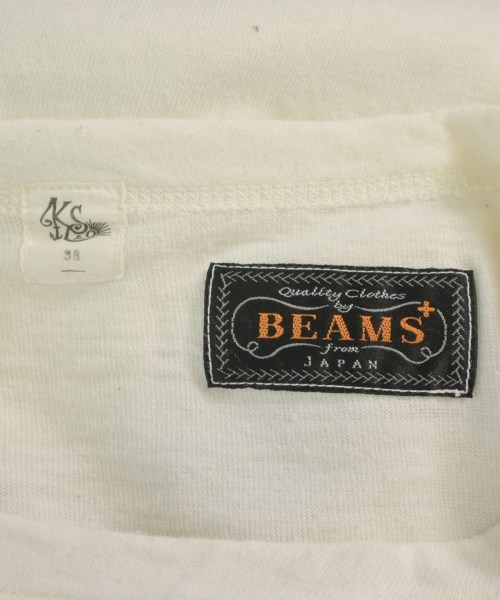 KS
38
Quality Clothes
by
BEAMS+
from
JAPAN